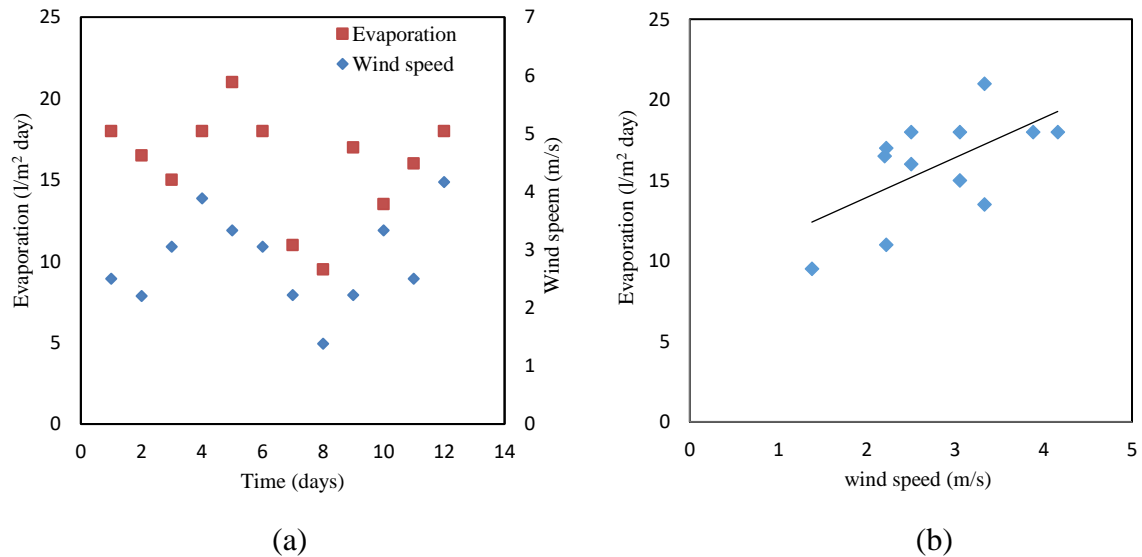 25
20
15
10
5
0
Evaporation (l/m² day)
Evaporation
Wind speed
7
6
5
4
3
2
1
0
Wind speem (m/s)
0 2 4 6 8 10 12 14
Time (days)
(a)
25
20
15
10
5
0
Evaporation (l/m² day)
0 1 2 3 4 5
wind speed (m/s)
(b)